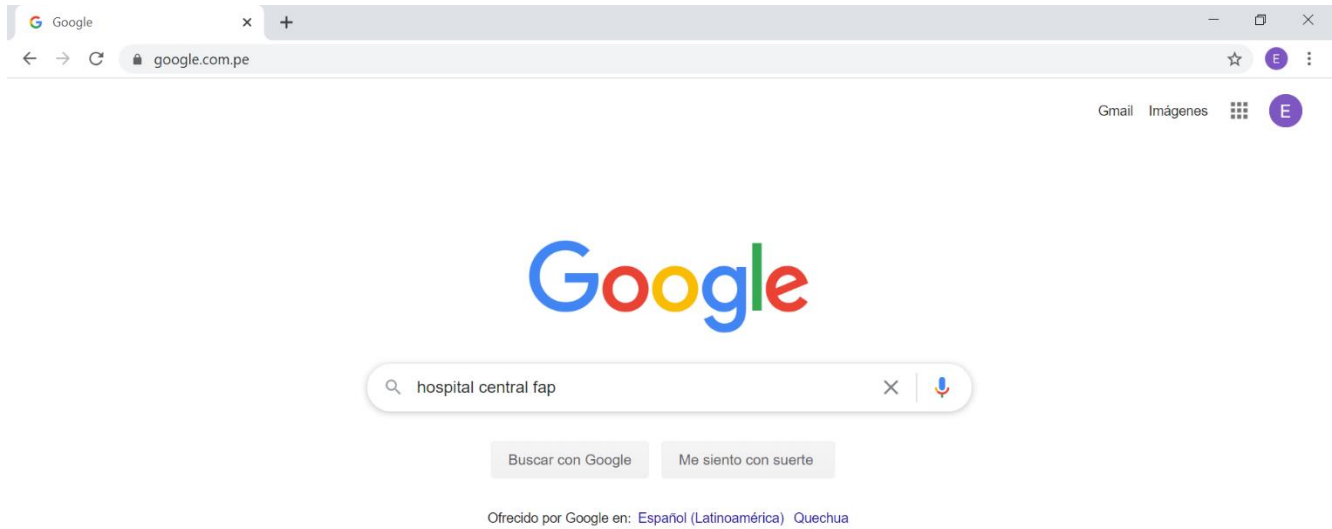 Google
google.com.pe
E
Gmail Imágenes
E
Google
hospital central fap
Buscar con Google Me siento con suerte
Ofrecido por Google en: Español (Latinoamérica) Quechua